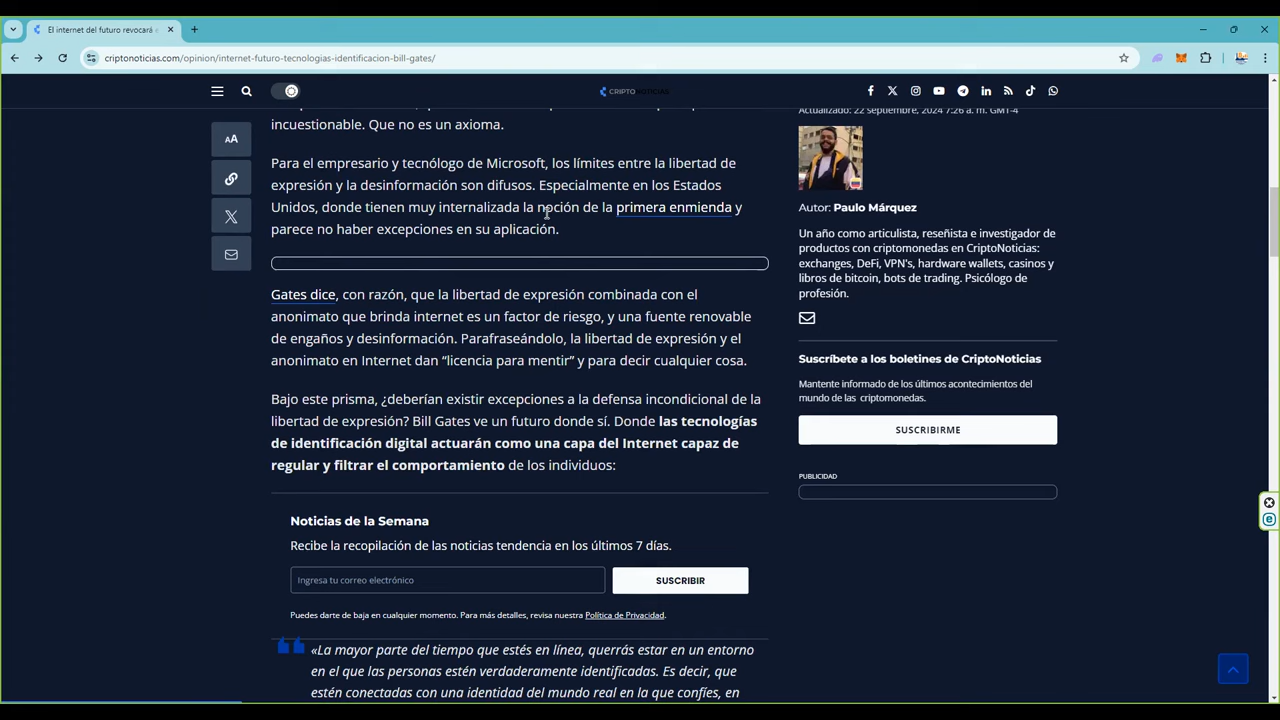 El internet del futuro revocará
criptonoticias.com/opinion/internet-futuro-tecnologias-identificacion-bill-gates/
CRIPTONOTICIAS
incuestionable. Que no es un axioma.
Para el empresario y tecnólogo de Microsoft, los límites entre la libertad de
expresión y la desinformación son difusos. Especialmente en los Estados
Unidos, donde tienen muy internalizada la noción de la primera enmienda y
parece no haber excepciones en su aplicación.
Gates dice, con razón, que la libertad de expresión combinada con el
anonimato que brinda internet es un factor de riesgo, y una fuente renovable
de engaños y desinformación. Parafraseándolo, la libertad de expresión y el
anonimato en Internet dan “licencia para mentir” y para decir cualquier cosa.
Bajo este prisma, ¿deberían existir excepciones a la defensa incondicional de la
libertad de expresión? Bill Gates ve un futuro donde sí. Donde las tecnologías
de identificación digital actuarán como una capa del Internet capaz de
regular y filtrar el comportamiento de los individuos:
Noticias de la Semana
Recibe la recopilación de las noticias tendencia en los últimos 7 días.
Ingresa tu correo electrónico
SUSCRIBIR
Puedes darte de baja en cualquier momento. Para más detalles, revisa nuestra Política de Privacidad.
«La mayor parte del tiempo que estés en línea, querrás estar en un entorno
en el que las personas estén verdaderamente identificadas. Es decir, que
estén conectadas con una identidad del mundo real en la que confíes, en
AA
Actualizado: 22 septiembre, 2024 7:26 a. m. GMT-4
Autor: Paulo Márquez
Un año como articulista, reseñista e investigador de
productos con criptomonedas en CriptoNoticias:
exchanges, DeFi, VPN's, hardware wallets, casinos y
libros de bitcoin, bots de trading. Psicólogo de
profesión.
Suscríbete a los boletines de CriptoNoticias
Mantente informado de los últimos acontecimientos del
mundo de las criptomonedas.
SUSCRIBIRME
PUBLICIDAD